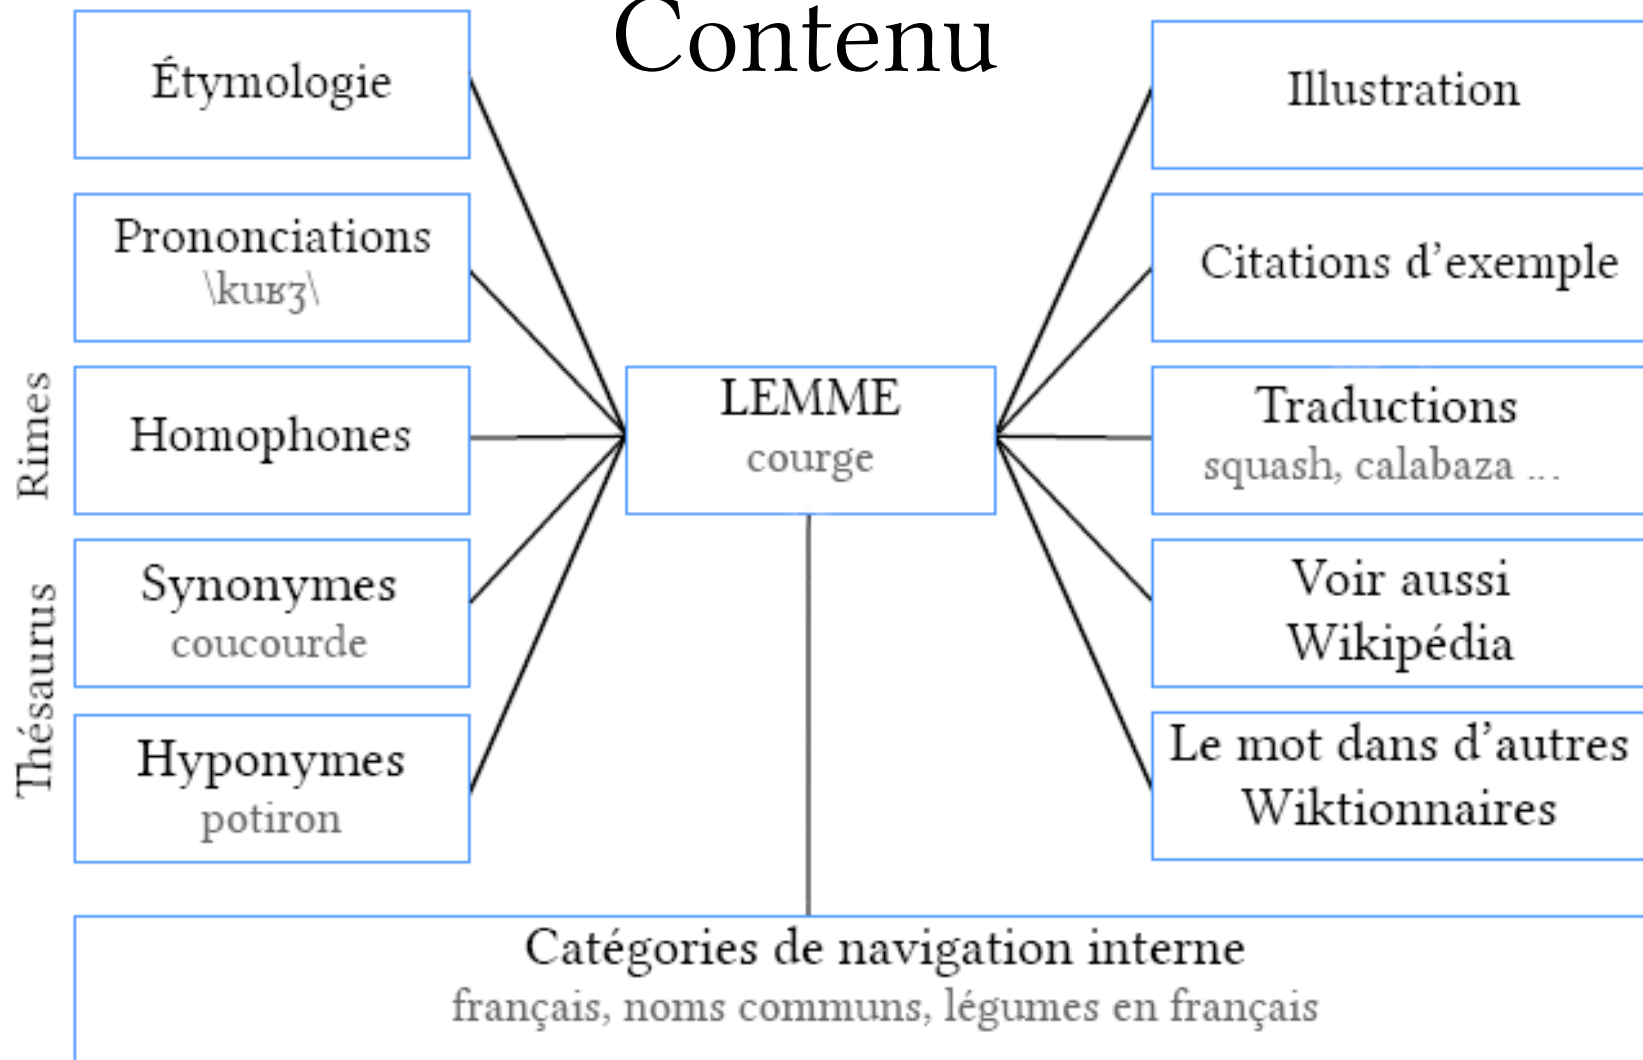 Contenu
Étymologie
Prononciations
\kuʁʒ\
Rimes
Homophones
Thésaurus
Synonymes
coucourde
Hyponymes
potiron
LEMME
courge
Illustration
Citations d’exemple
Traductions
squash, calabaza ...
Voir aussi
Wikipédia
Le mot dans d’autres
Wiktionnaires
Catégories de navigation interne
français, noms communs, légumes en français